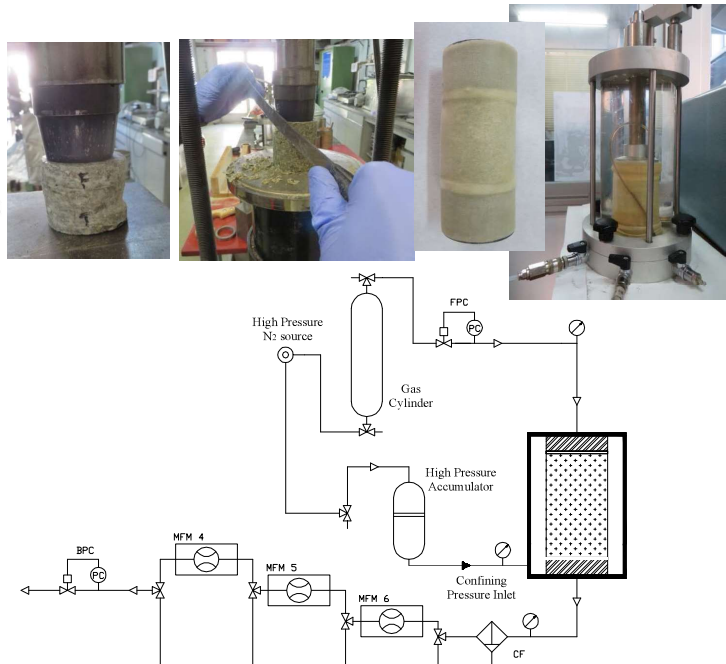 F
FPC
PC
High Pressure
N2 source
Gas
Cylinder
High Pressure
Accumulator
MFM 4
BPC
PC
MFM 5
Confining
Pressure Inlet
MFM 6
CF